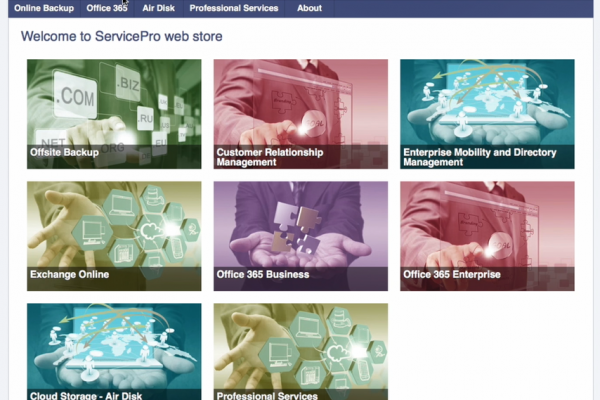 Online Backup Office 365 Air Disk Professional Services About
Welcome to ServicePro web store
.COM
.BIZ
.RU
.NET
.ORG
EU
Offsite Backup
Customer Relationship
Management
Enterprise Mobility and Directory
Management
Exchange Online
Office 365 Business
Office 365 Enterprise
Cloud Storage - Air Disk
Professional Services